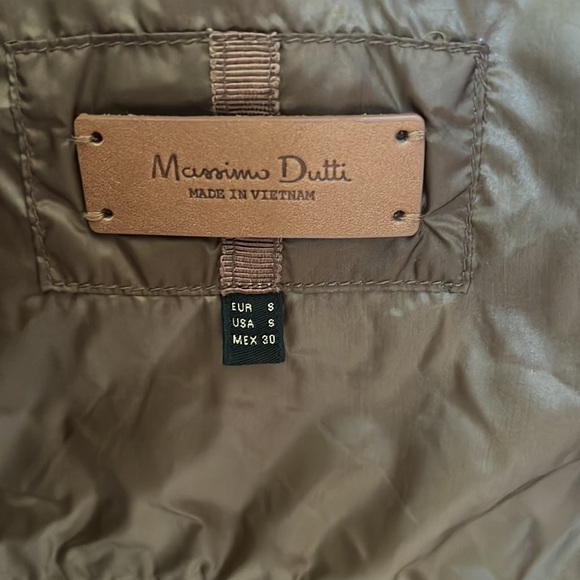 Massimo Dutti
MADE IN VIETNAM
EUR S
USA S
MEX 30